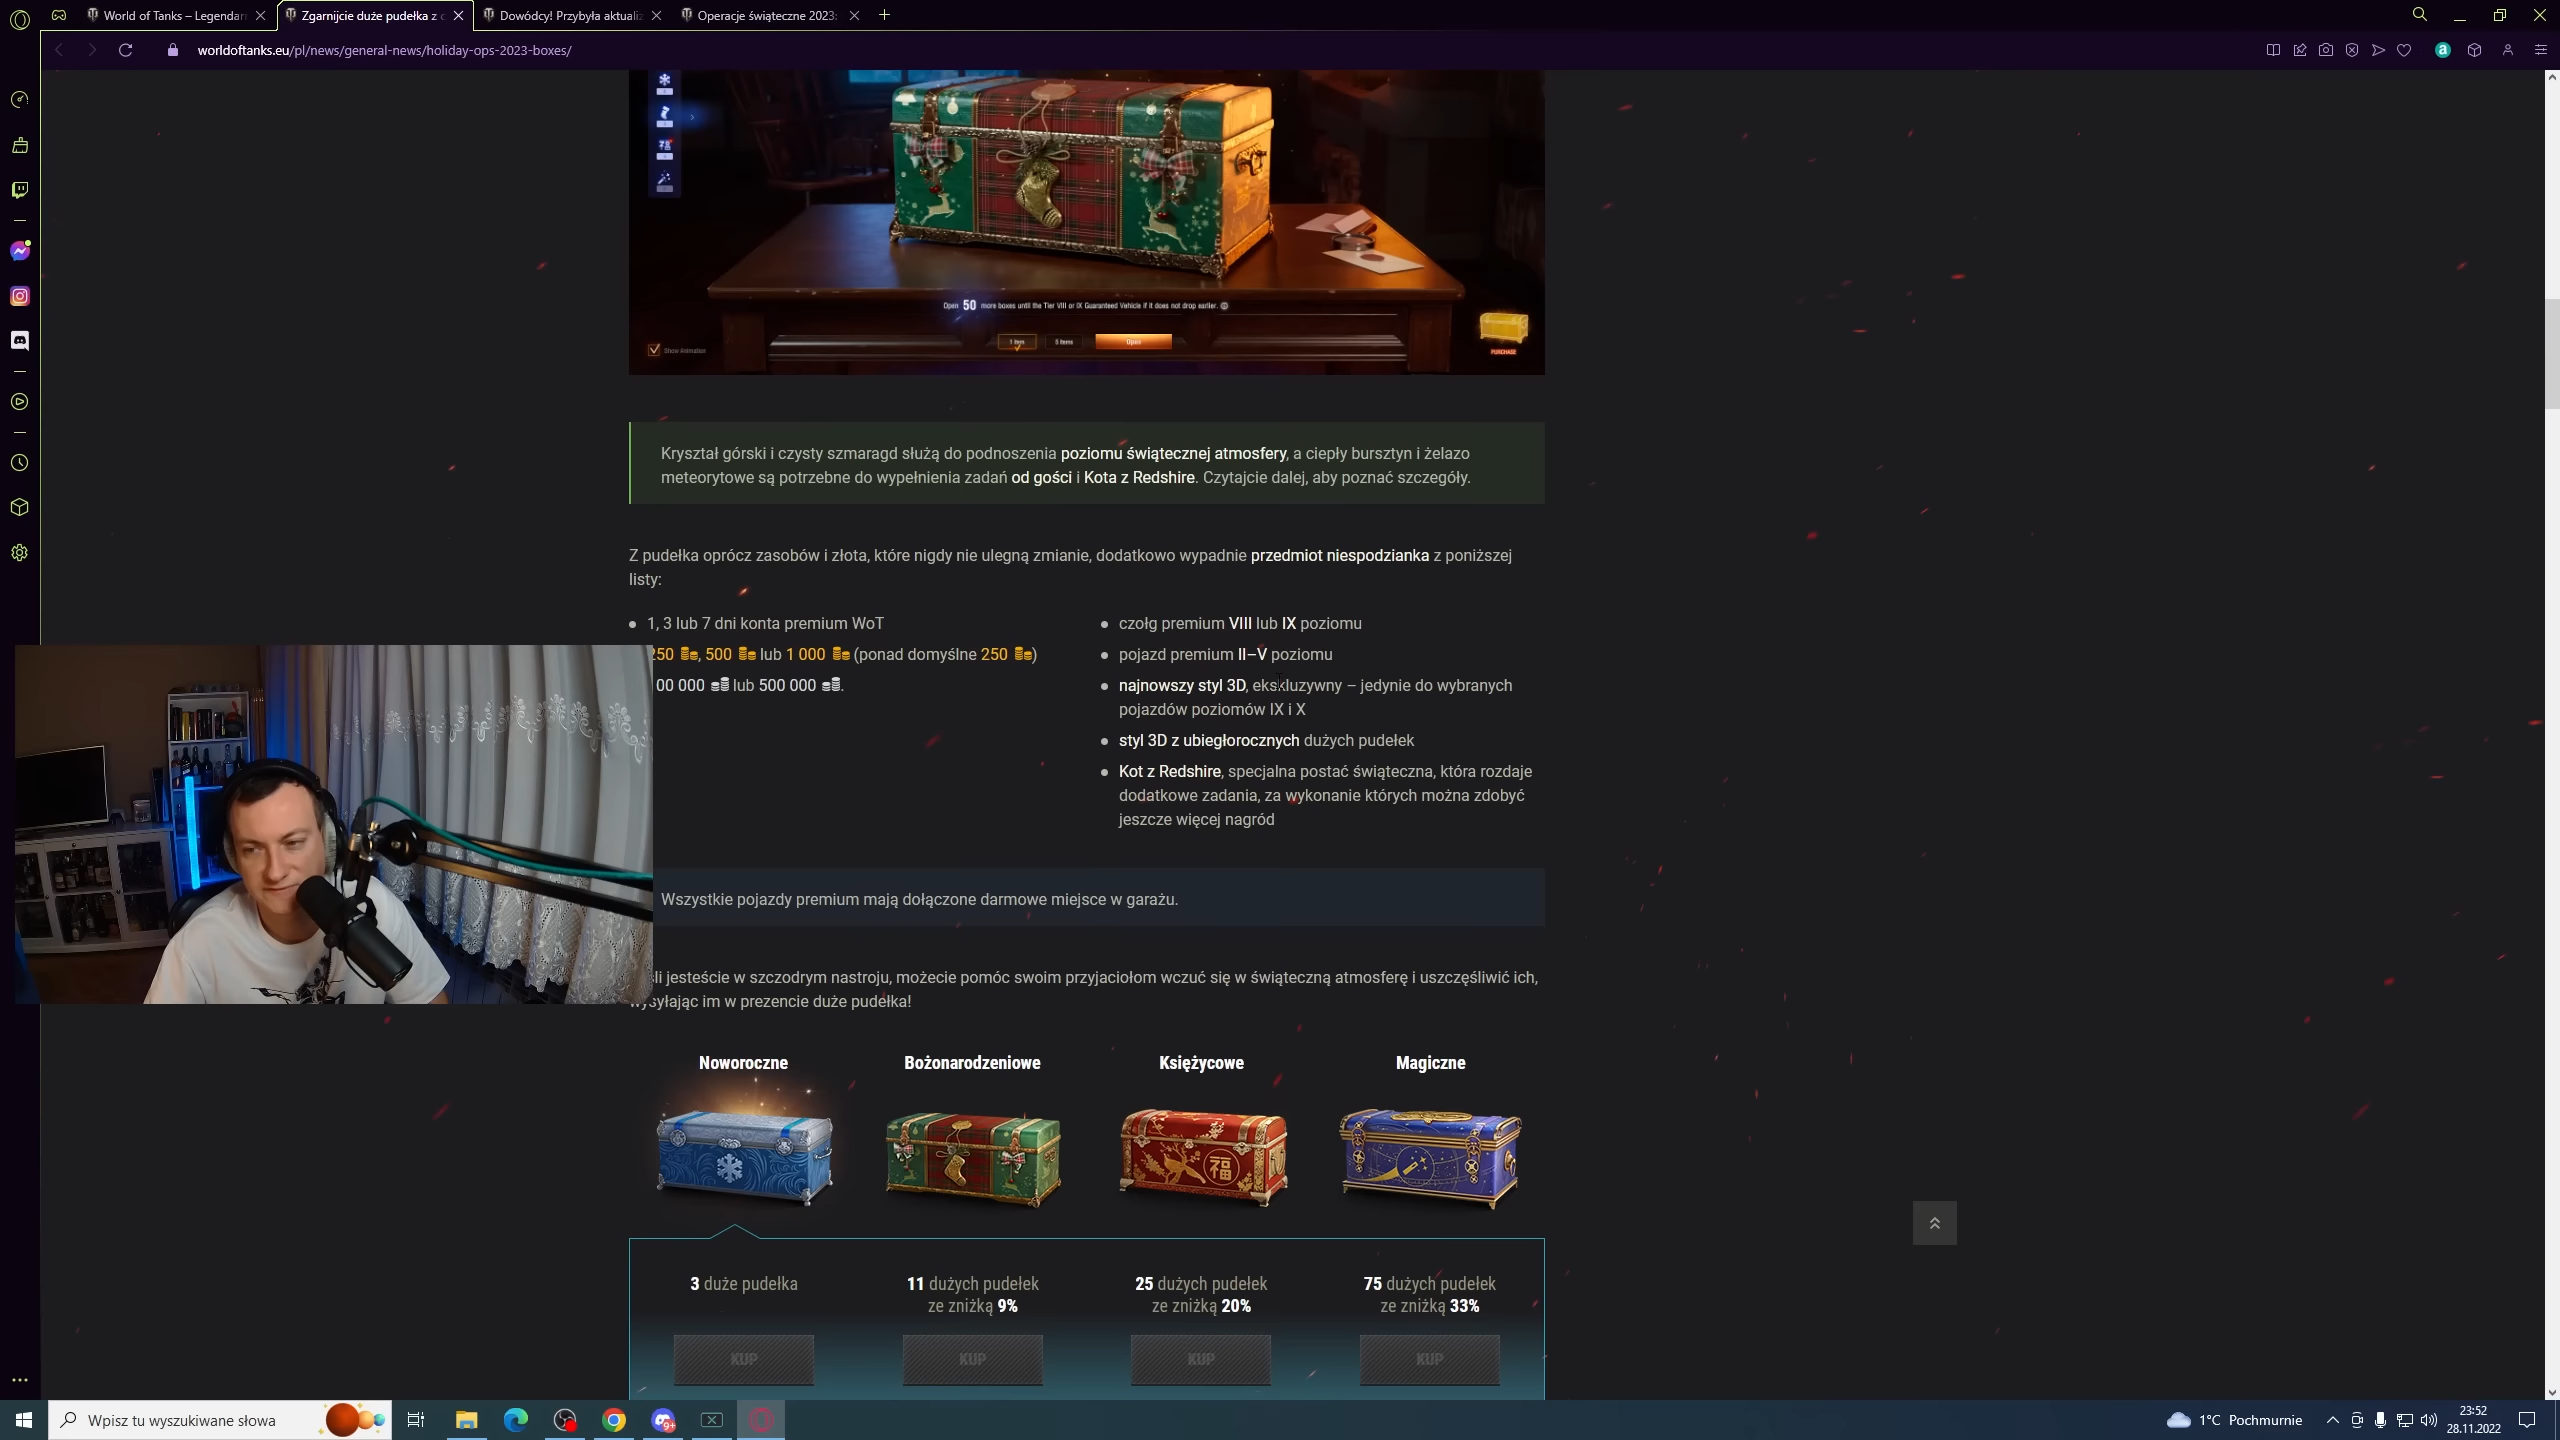 World of Tanks – Legendarn
Zgarnijcie duże pudełka z o
Dowódcy! Przybyła aktualiz
Operacje świąteczne 2023:
worldoftanks.eu/pl/news/general-news/holiday-ops-2023-boxes/
Open 50 more boxes until the Tier VIII or IX Guaranteed Vehicle if it does not drop earlier.
Show Animation
1 item
5 items
Open
PURCHASE
Kryształ górski i czysty szmaragd służą do podnoszenia poziomu świątecznej atmosfery, a ciepły bursztyn i żelazo
meteorytowe są potrzebne do wypełnienia zadań od gości i Kota z Redshire. Czytajcie dalej, aby poznać szczegóły.
Z pudełka oprócz zasobów i złota, które nigdy nie ulegną zmianie, dodatkowo wypadnie przedmiot niespodzianka z poniższej
listy:
1, 3 lub 7 dni konta premium WoT
250, 500 lub 1 000 (ponad domyślne 250)
00 000 lub 500 000.
czołg premium VIII lub IX poziomu
pojazd premium II–V poziomu
najnowszy styl 3D, ekskluzywny – jedynie do wybranych
pojazdów poziomów IX i X
styl 3D z ubiegłorocznych dużych pudełek
Kot z Redshire, specjalna postać świąteczna, która rozdaje
dodatkowe zadania, za wykonanie których można zdobyć
jeszcze więcej nagród
Wszystkie pojazdy premium mają dołączone darmowe miejsce w garażu.
li jesteście w szczodrym nastroju, możecie pomóc swoim przyjaciołom wczuć się w świąteczną atmosferę i uszczęśliwić ich,
wysyłając im w prezencie duże pudełka!
Noworoczne
Bożonarodzeniowe
Księżycowe
Magiczne
福
3 duże pudełka
11 dużych pudełek
ze zniżką 9%
25 dużych pudełek
ze zniżką 20%
75 dużych pudełek
ze zniżką 33%
KUP
KUP
KUP
KUP
Wpisz tu wyszukiwane słowa
9+
1°C Pochmurnie
23:52
28.11.2022